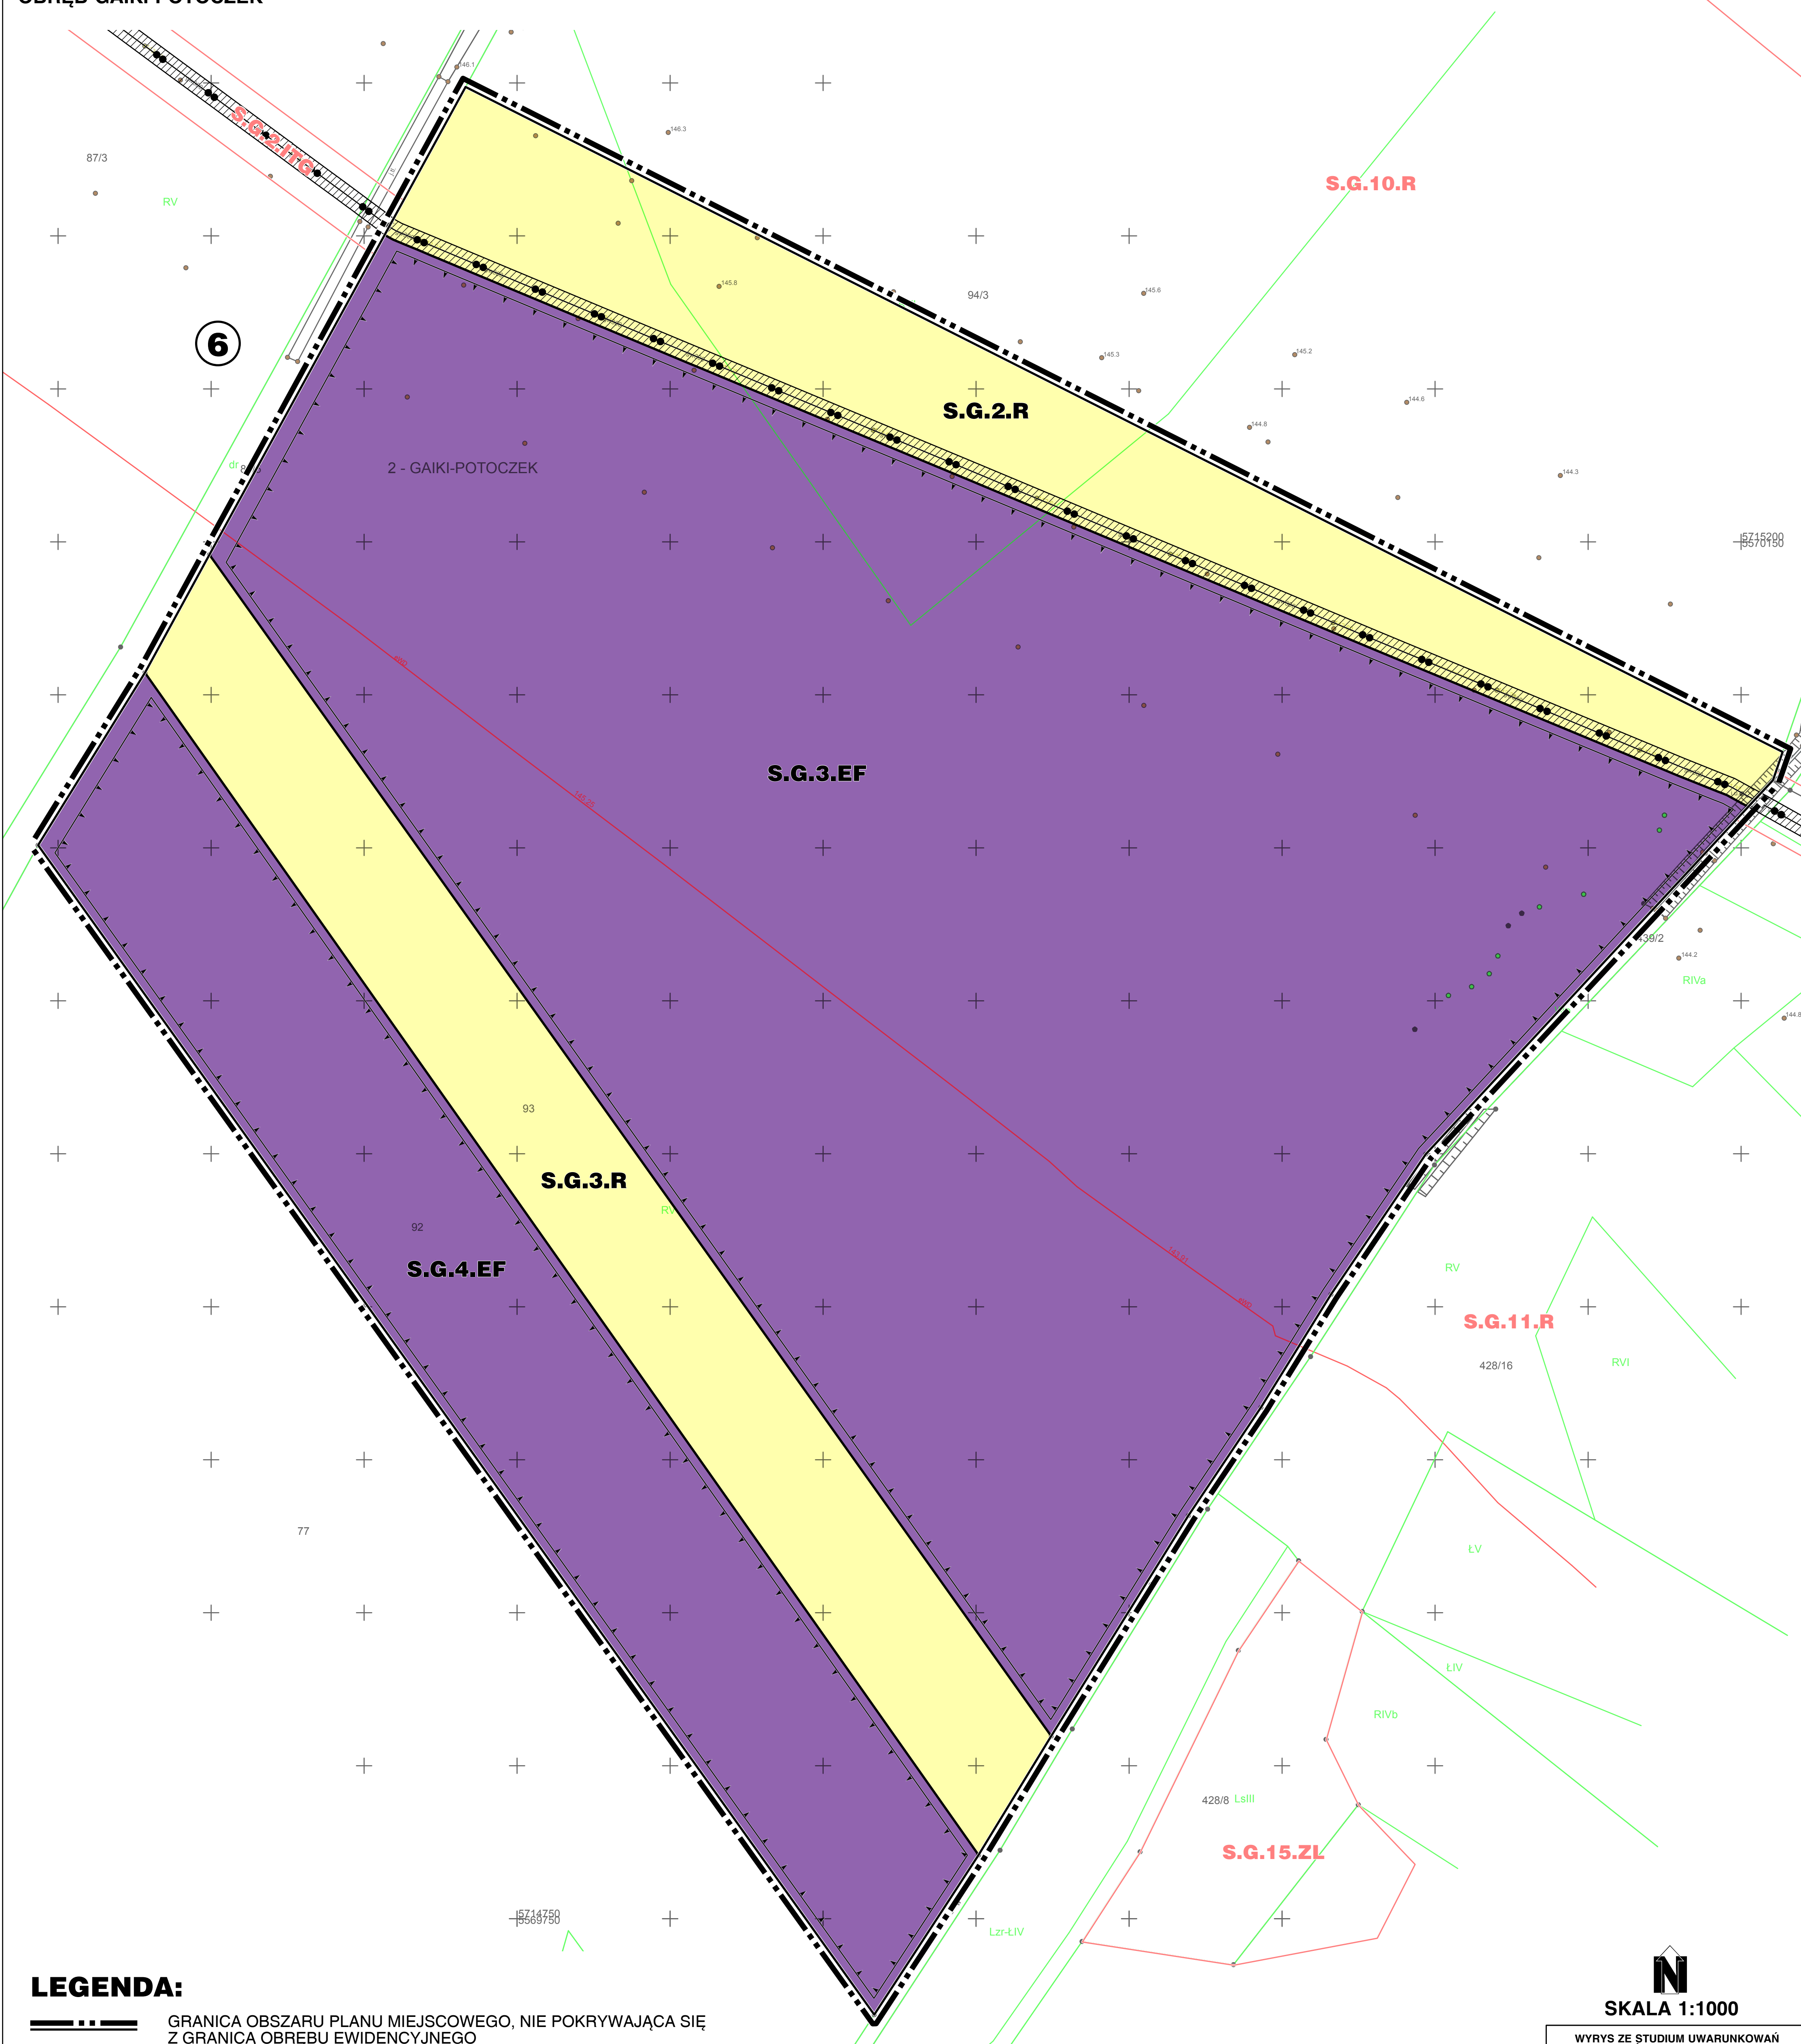 OBRĘB GAIKI-POTOCZEK
146.1
S.G.2.ITG
87/3
RV
146.3
S.G.10.R
145.8
94/3
145.6
6
145.3
145.2
144.6
S.G.2.R
144.8
dr
2 - GAIKI-POTOCZEK
144.3
5715200
5570150
S.G.3.EF
439/2
144.2
RIVa
144.8
93
S.G.3.R
RV
92
S.G.4.EF
RV
S.G.11.R
428/16
RVI
77
ŁV
ŁIV
RIVb
428/8
LsIII
S.G.15.ZL
5714750
5569750
Lzr-ŁIV
LEGENDA:
GRANICA OBSZARU PLANU MIEJSCOWEGO, NIE POKRYWAJĄCA SIĘ
Z GRANICĄ OBRĘBU EWIDENCYJNEGO
N
SKALA 1:1000
WYRYS ZE STUDIUM UWARUNKOWAŃ